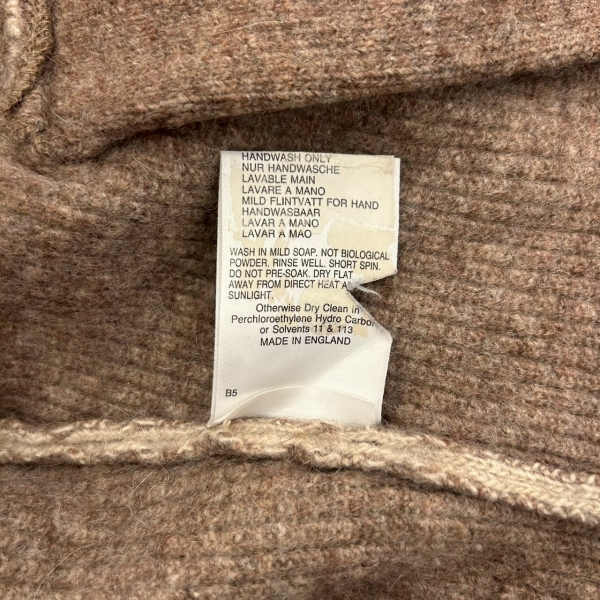 HANDWASH ONLY
NUR HANDWASCHE
LAVABLE MAIN
LAVARE A MANO
MILD FLINTVATT FOR HAND
HANDWASBAAR
LAVAR A MANO
LAVAR A MAO
WASH IN MILD SOAP. NOT BIOLOGICAL
POWDER. RINSE WELL. SHORT SPIN.
DO NOT PRE-SOAK. DRY FLAT
AWAY FROM DIRECT HEAT AN
SUNLIGHT.
Otherwise Dry Clean in
Perchloroethylene Hydro Carbon
or Solvents 11 & 113
MADE IN ENGLAND
B5